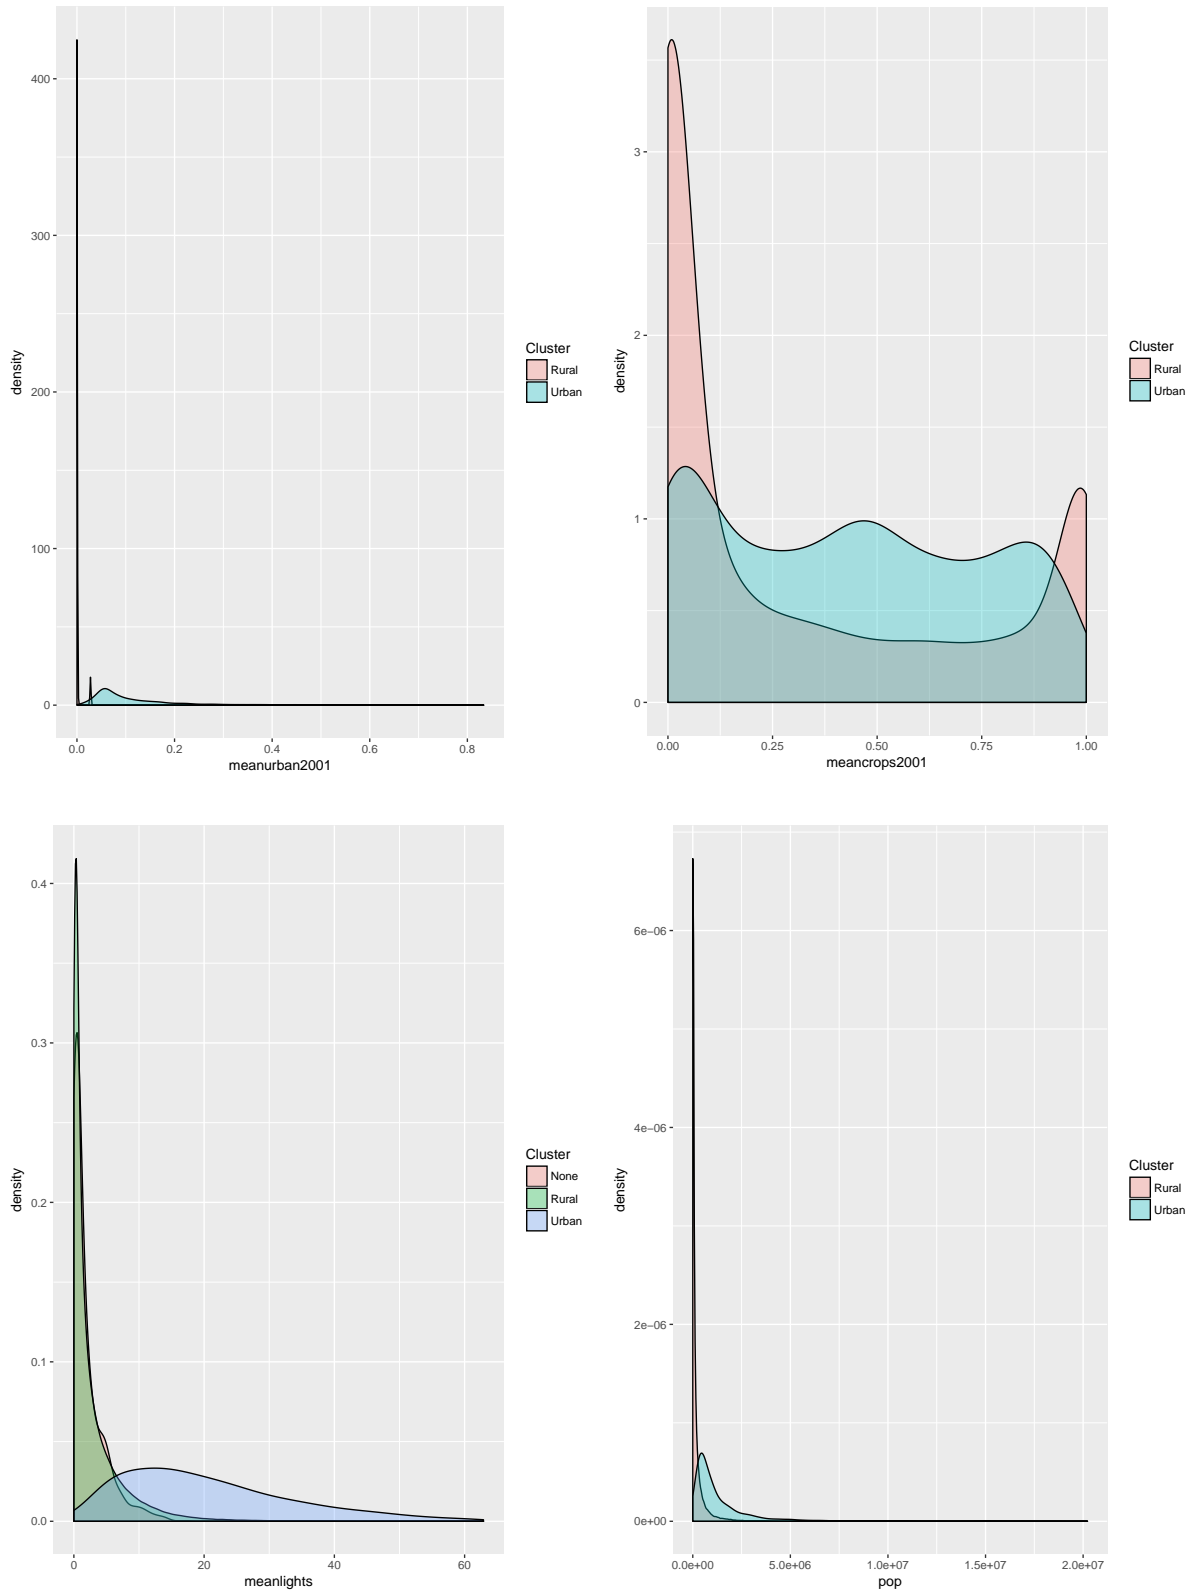 400
300
200
100
0
density
0.0 0.2 0.4 0.6 0.8
meanurban2001
Cluster
Rural
Urban
3
2
1
0
density
0.00 0.25 0.50 0.75 1.00
meancrops2001
Cluster
Rural
Urban
0.4
0.3
0.2
0.1
0.0
density
0 20 40 60
meanlights
Cluster
None
Rural
Urban
6e−06
4e−06
2e−06
0e+00
density
0.0e+00 5.0e+06 1.0e+07 1.5e+07 2.0e+07
pop
Cluster
Rural
Urban